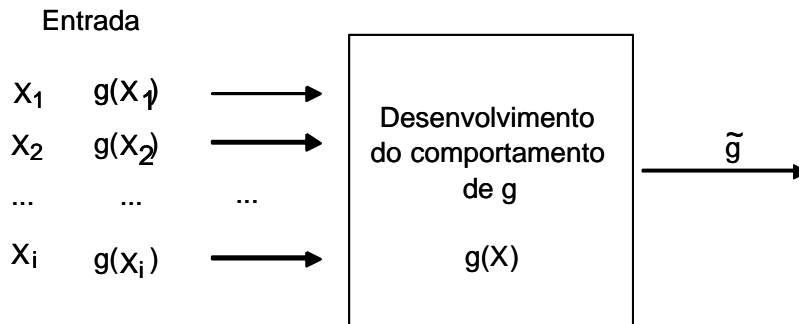 Entrada
X1 g(X1)
X2 g(X2)
... ... ...
Xi g(Xi)
Desenvolvimento
do comportamento
de g
g(X)
g̃